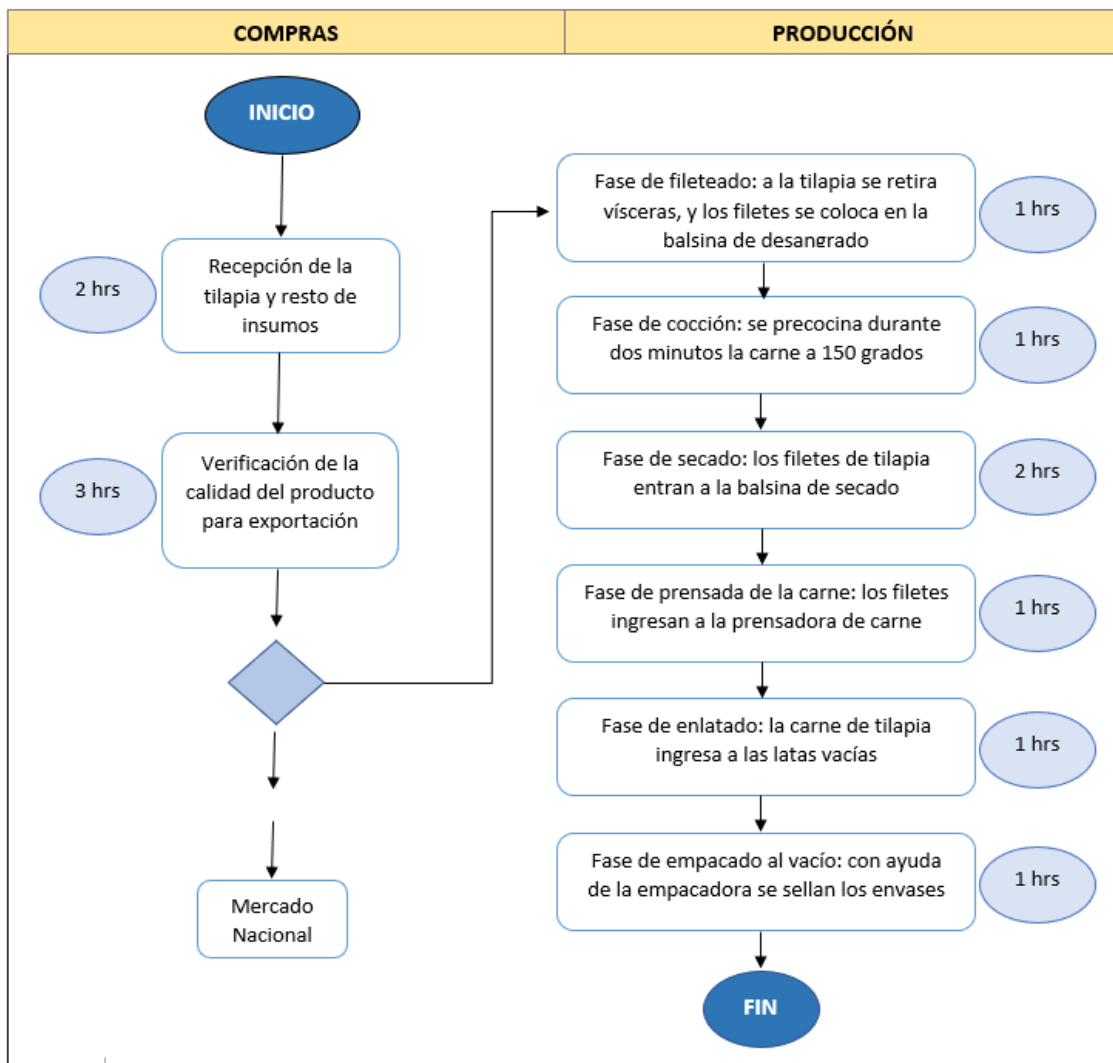 COMPRAS
PRODUCCIÓN
INICIO
2 hrs
Recepción de la
tilapia y resto de
insumos
3 hrs
Verificación de la
calidad del producto
para exportación
Mercado
Nacional
Fase de fileteado: a la tilapia se retira
vísceras, y los filetes se coloca en la
balsina de desangrado
1 hrs
Fase de cocción: se precocina durante
dos minutos la carne a 150 grados
1 hrs
Fase de secado: los filetes de tilapia
entran a la balsina de secado
2 hrs
Fase de prensada de la carne: los filetes
ingresan a la prensadora de carne
1 hrs
Fase de enlatado: la carne de tilapia
ingresa a las latas vacías
1 hrs
Fase de empacado al vacío: con ayuda
de la empacadora se sellan los envases
1 hrs
FIN